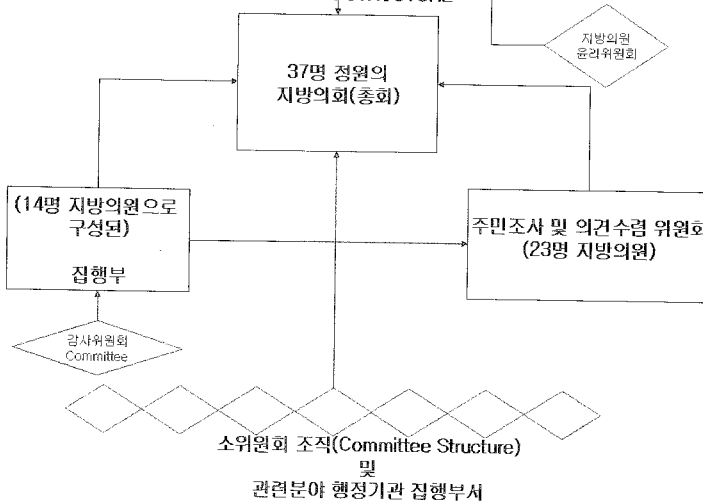 지방의원
윤리위원회
37명 정원의
지방의회(총회)
(14명 지방의원으로
구성된)
집행부
주민조사 및 의견수렴 위원회
(23명 지방의원)
감사위원회
Committee
소위원회 조직(Committee Structure)
및
관련분야 행정기관 집행부서